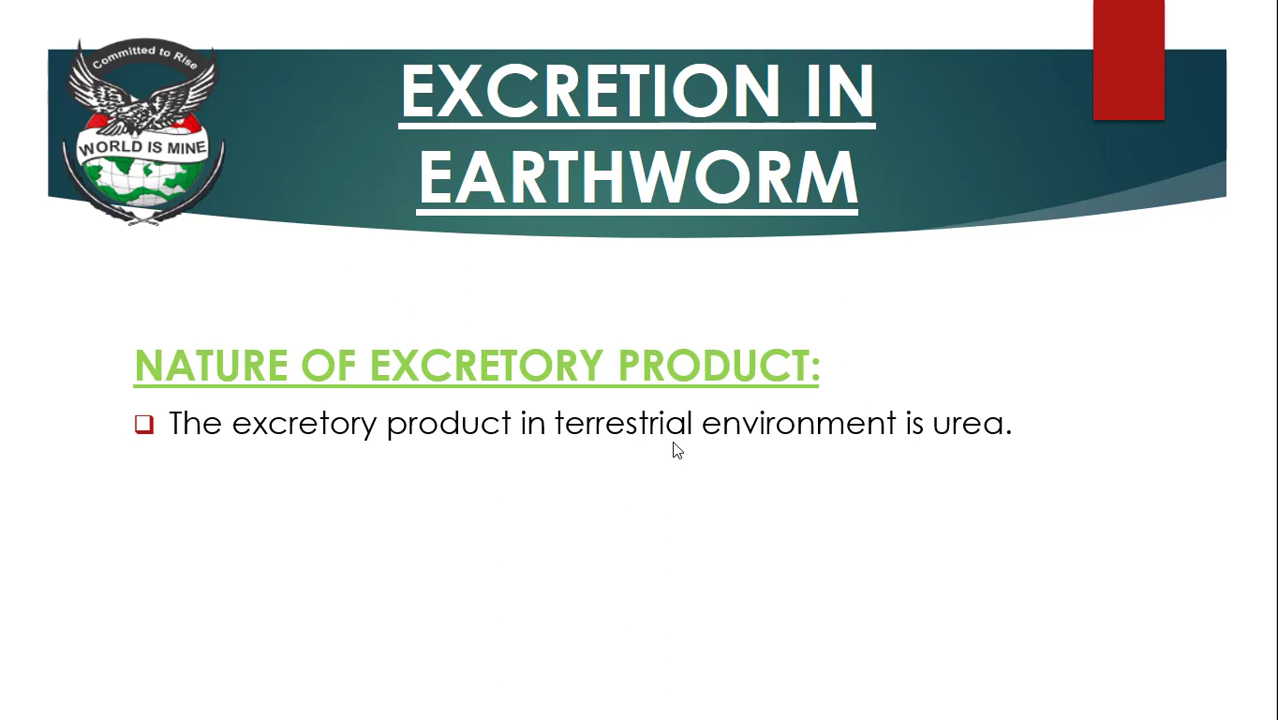 Committed to Rise
WORLD IS MINE
EXCRETION IN
EARTHWORM
NATURE OF EXCRETORY PRODUCT:
The excretory product in terrestrial environment is urea.